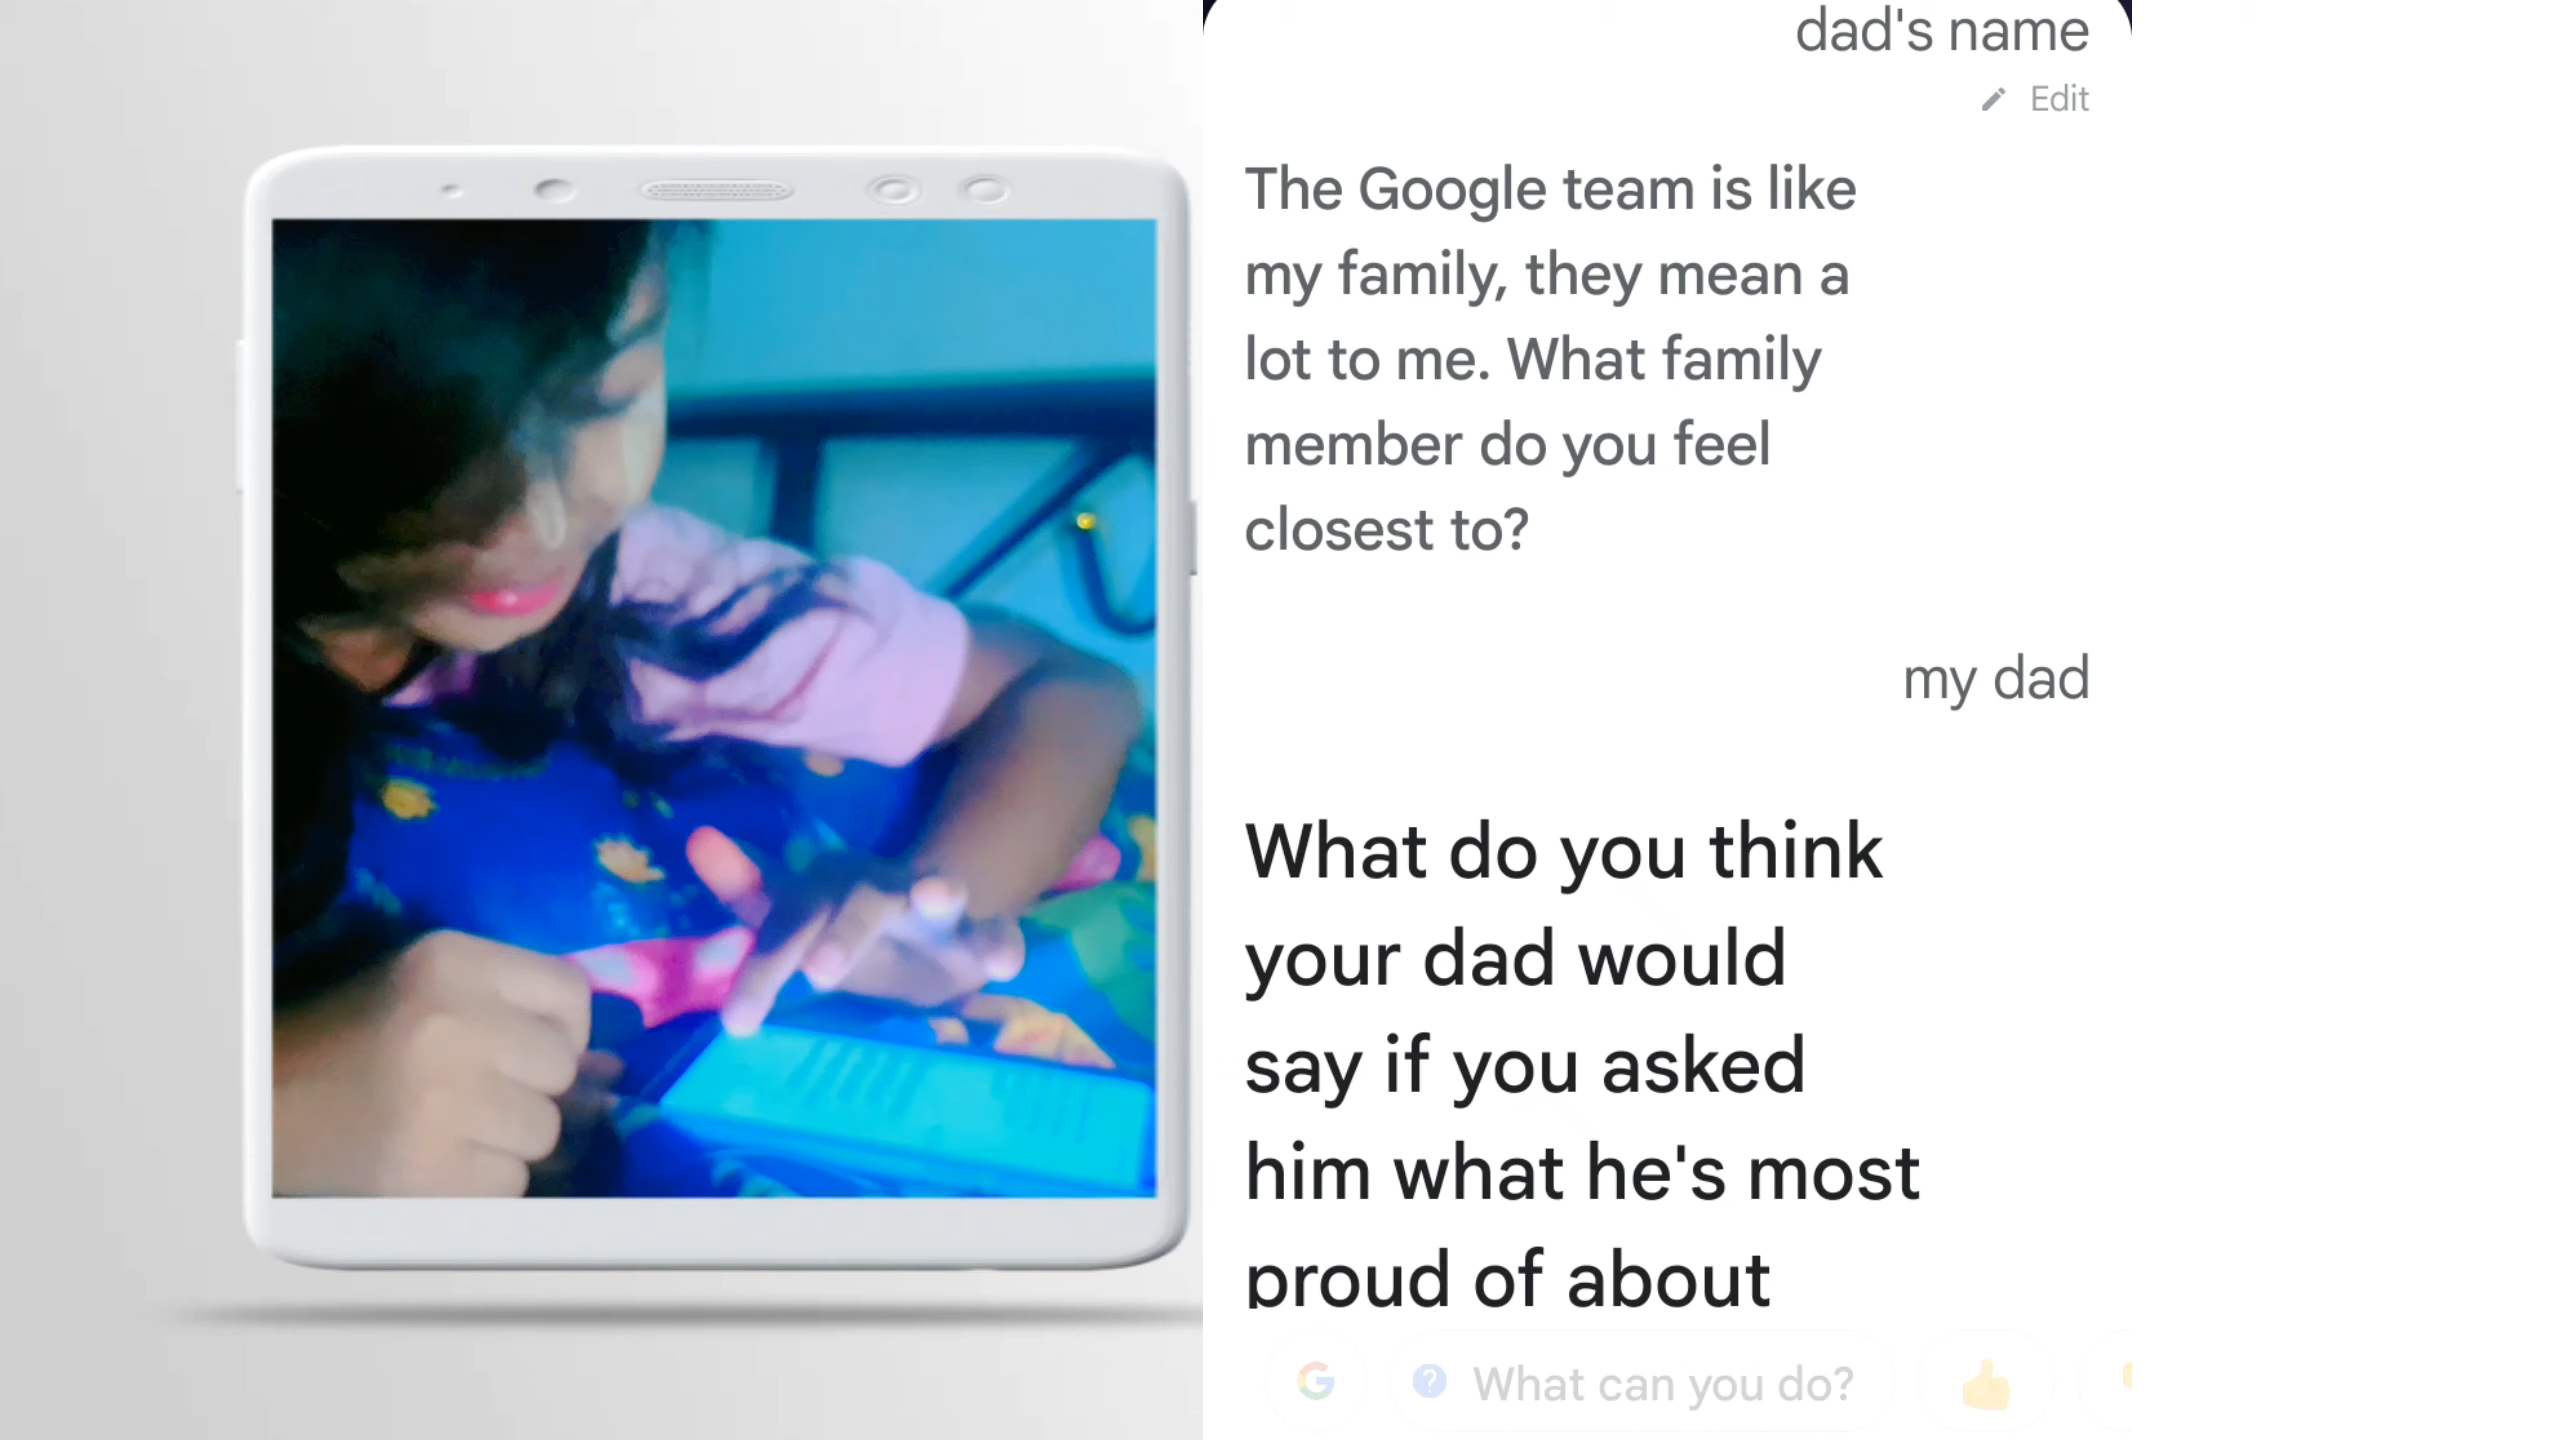 dad's name
Edit
The Google team is like
my family, they mean a
lot to me. What family
member do you feel
closest to?
my dad
What do you think
your dad would
say if you asked
him what he's most
proud of about
G
? What can you do?